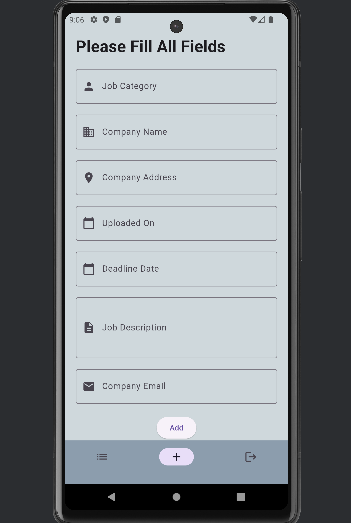 9:06
Please Fill All Fields
Job Category
Company Name
Company Address
Uploaded On
Deadline Date
Job Description
Company Email
Add